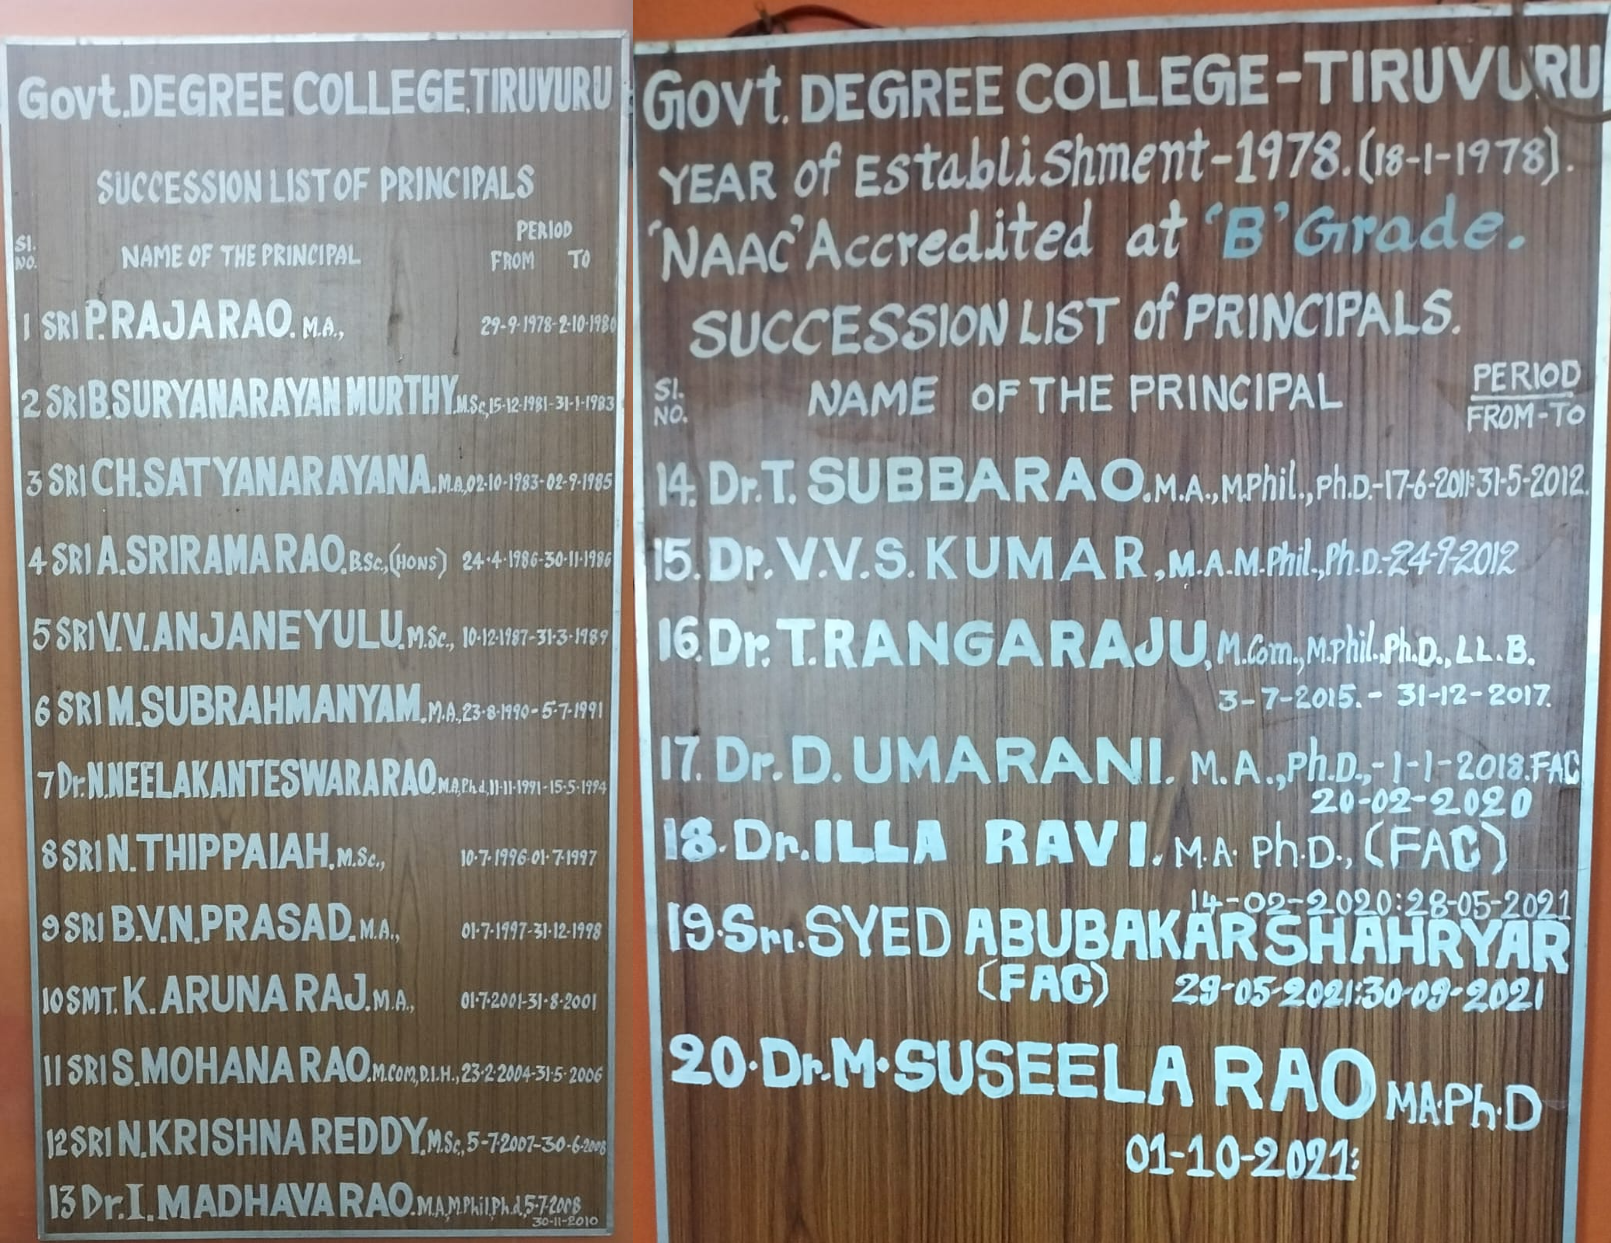 Govt. DEGREE COLLEGE, TIRUVURU
SUCCESSION LIST OF PRINCIPALS
Sl. NO. NAME OF THE PRINCIPAL PERIOD FROM TO
1 SRI P. RAJA RAO. M.A., 29-9-1978-2-10-1980
2 SRI B. SURYANARAYAN MURTHY. M.Sc, 15-12-1981-31-1-1983
3 SRI CH. SATYANARAYANA. M.A., 02-10-1983-02-9-1985
4 SRI A. SRIRAMA RAO. B.Sc., (HONS) 24-4-1986-30-11-1986
5 SRI V.V. ANJANEYULU. M.Sc., 10-12-1987-31-3-1989
6 SRI M. SUBRAHMANYAM. M.A., 23-8-1990-5-7-1991
7 Dr. N. NEELAKANTESWARA RAO. M.A, Ph.d, 11-11-1991-15-5-1994
8 SRI N. THIPPAIAH. M.Sc., 10-7-1996-01-7-1997
9 SRI B.V.N. PRASAD. M.A., 01-7-1997-31-12-1998
10 SMT. K. ARUNA RAJ. M.A., 01-7-2001-31-8-2001
11 SRI S. MOHANA RAO. M.COM, D.I.H., 23-2-2004-31-5-2006
12 SRI N. KRISHNA REDDY. M.Sc., 5-7-2007-30-6-2008
13 Dr. I. MADHAVA RAO. M.A, M.Phil, Ph.d, 5-7-2008
30-11-2010
Govt. DEGREE COLLEGE-TIRUVURU
YEAR of EstabliShment-1978. (18-1-1978).
'NAAC' Accredited at 'B' Grade.
SUCCESSION LIST of PRINCIPALS.
Sl. NO. NAME OF THE PRINCIPAL PERIOD FROM-TO
14. Dr. T. SUBBARAO. M.A., M.Phil., Ph.D.-17-6-2011:31-5-2012.
15. Dr. V.V.S. KUMAR, M.A.M.Phil., Ph.D.-24-9-2012
16. Dr. T. RANGARAJU, M.Com., M.Phil. Ph.D., LL.B.
3-7-2015.- 31-12-2017.
17. Dr. D. UMARANI. M.A., Ph.D.,-1-1-2018. FAC
20-02-2020
18. Dr. ILLA RAVI. M.A. Ph.D., (FAC)
14-02-2020:28-05-2021
19. Sri. SYED ABUBAKAR SHAHRYAR
(FAC) 29-05-2021:30-09-2021
20. Dr. M. SUSEELA RAO MA.Ph.D
01-10-2021: